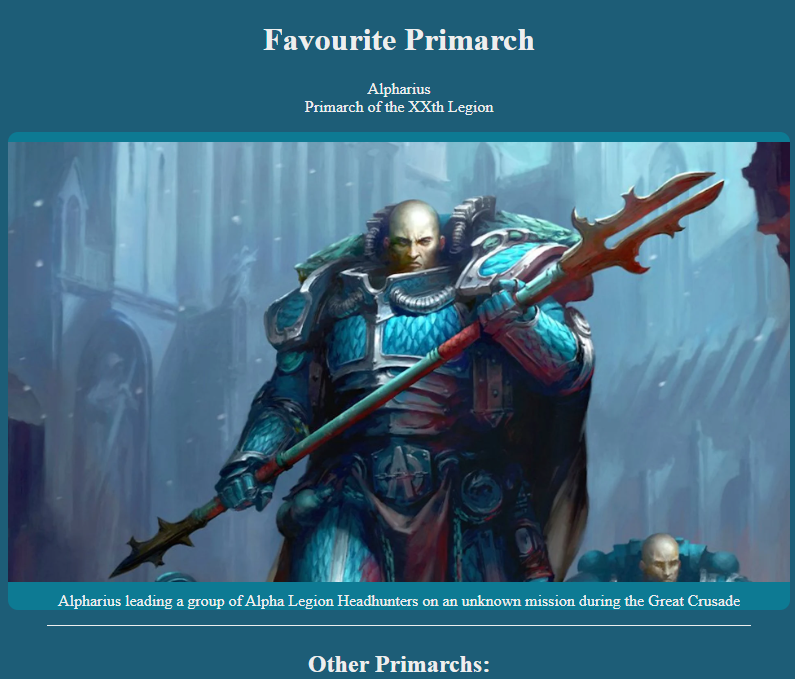 Favourite Primarch
Alpharius
Primarch of the XXth Legion
Alpharius leading a group of Alpha Legion Headhunters on an unknown mission during the Great Crusade
Other Primarchs: